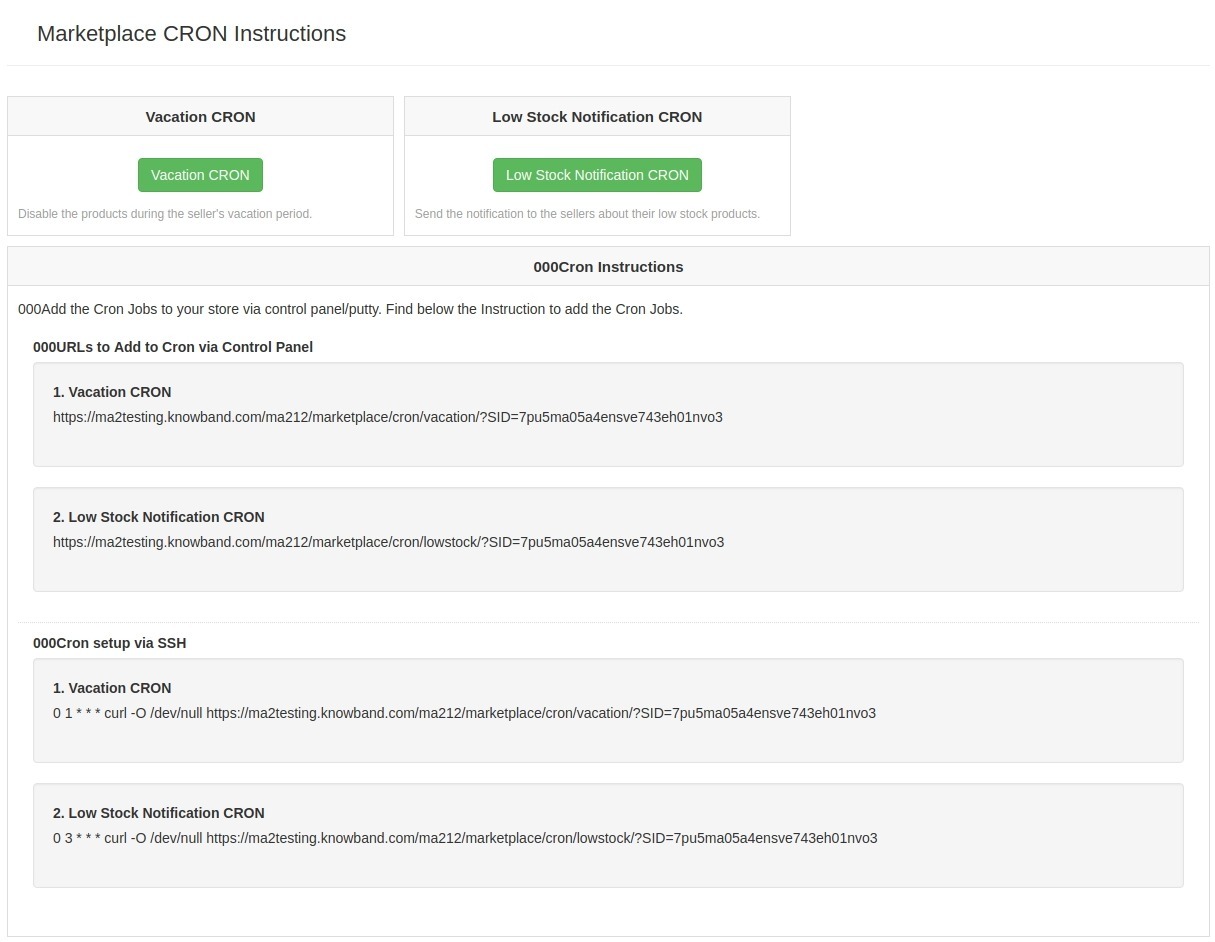 Marketplace CRON Instructions
Vacation CRON
Vacation CRON
Disable the products during the seller's vacation period.
Low Stock Notification CRON
Low Stock Notification CRON
Send the notification to the sellers about their low stock products.
000Cron Instructions
000Add the Cron Jobs to your store via control panel/putty. Find below the Instruction to add the Cron Jobs.
000URLs to Add to Cron via Control Panel
1. Vacation CRON
https://ma2testing.knowband.com/ma212/marketplace/cron/vacation/?SID=7pu5ma05a4ensve743eh01nvo3
2. Low Stock Notification CRON
https://ma2testing.knowband.com/ma212/marketplace/cron/lowstock/?SID=7pu5ma05a4ensve743eh01nvo3
000Cron setup via SSH
1. Vacation CRON
0 1 * * * curl -O /dev/null https://ma2testing.knowband.com/ma212/marketplace/cron/vacation/?SID=7pu5ma05a4ensve743eh01nvo3
2. Low Stock Notification CRON
0 3 * * * curl -O /dev/null https://ma2testing.knowband.com/ma212/marketplace/cron/lowstock/?SID=7pu5ma05a4ensve743eh01nvo3